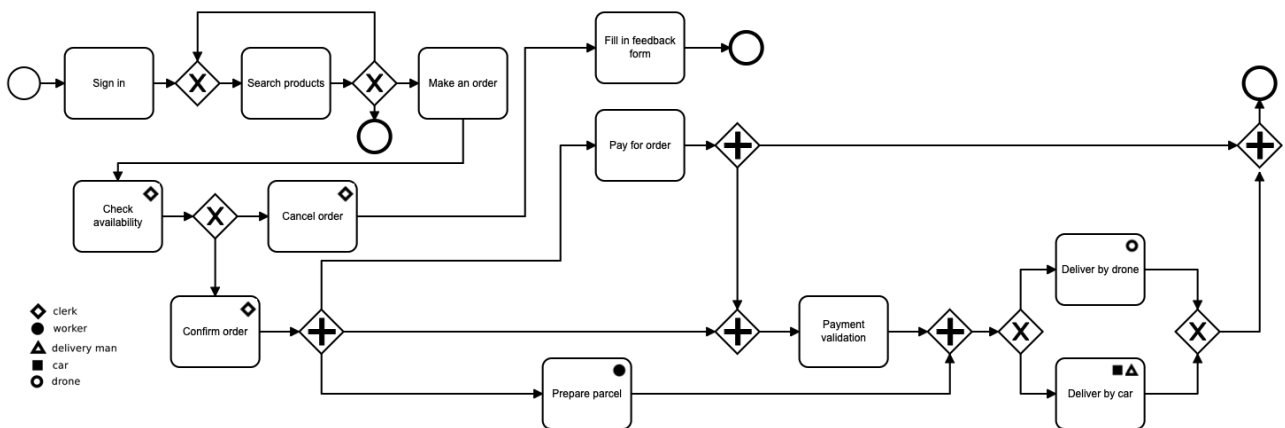 Sign in
Search products
Make an order
Fill in feedback
form
Pay for order
Check
availability
Cancel order
Confirm order
Prepare parcel
Payment
validation
Deliver by drone
Deliver by car
clerk
worker
delivery man
car
drone